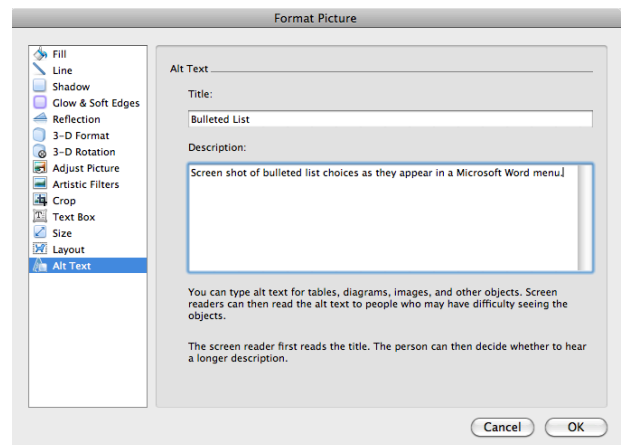 Format Picture
Fill
Line
Shadow
Glow & Soft Edges
Reflection
3-D Format
3-D Rotation
Adjust Picture
Artistic Filters
Crop
Text Box
Size
Layout
Alt Text
Alt Text
Title:
Bulleted List
Description:
Screen shot of bulleted list choices as they appear in a Microsoft Word menu.
You can type alt text for tables, diagrams, images, and other objects. Screen
readers can then read the alt text to people who may have difficulty seeing the
objects.
The screen reader first reads the title. The person can then decide whether to hear
a longer description.
Cancel
OK